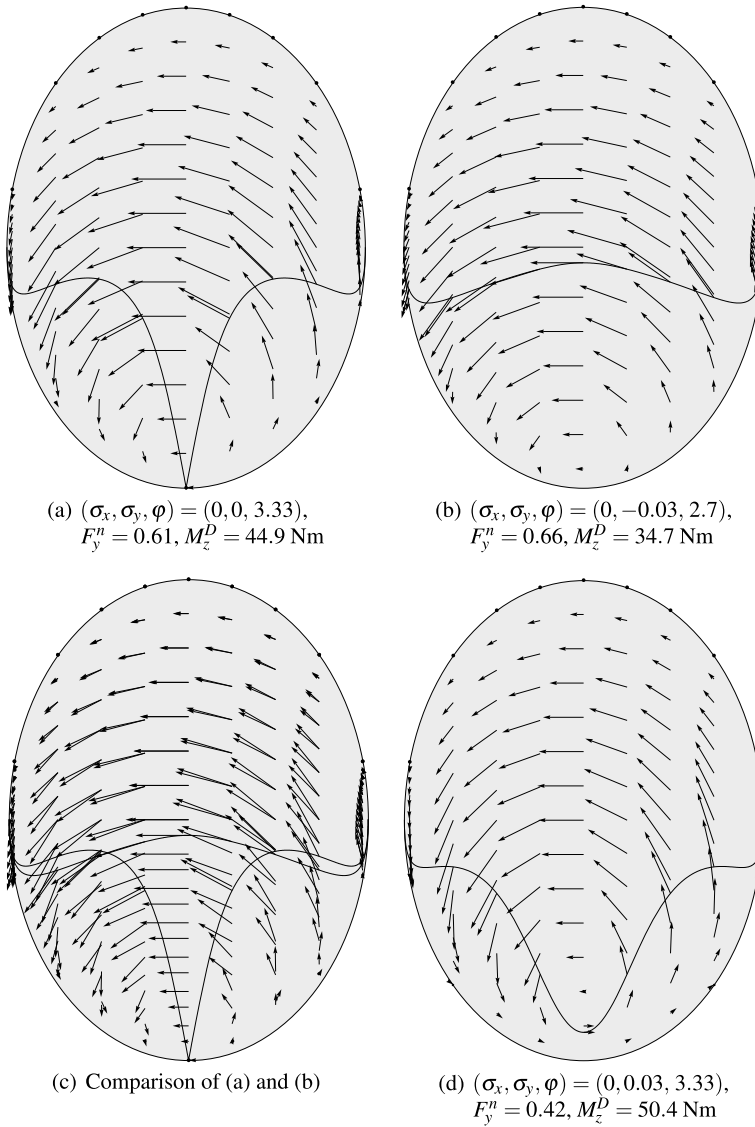 (a) (σx, σy, φ) = (0, 0, 3.33),
F_y^n = 0.61, M_z^D = 44.9 Nm
(b) (σx, σy, φ) = (0, −0.03, 2.7),
F_y^n = 0.66, M_z^D = 34.7 Nm
(c) Comparison of (a) and (b)
(d) (σx, σy, φ) = (0, 0.03, 3.33),
F_y^n = 0.42, M_z^D = 50.4 Nm